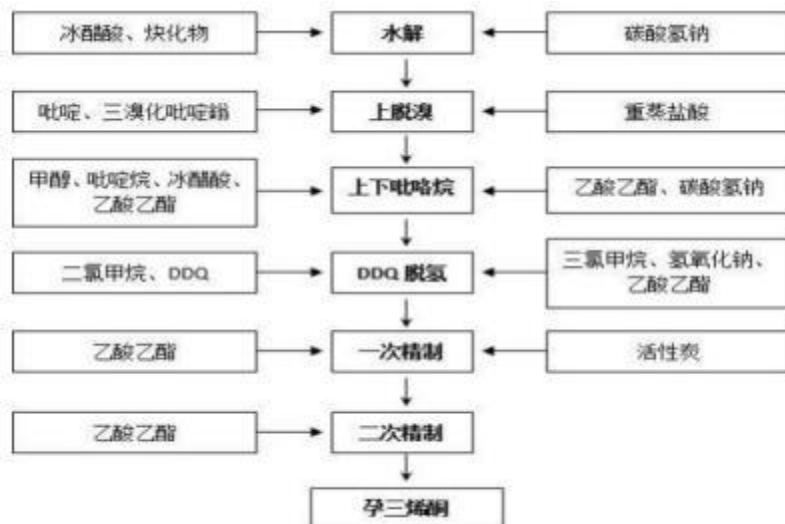 冰醋酸、炔化物
水解
碳酸氢钠
吡啶、三溴化吡啶鎓
上脱溴
重蒸盐酸
甲醇、吡啶烷、冰醋酸、
乙酸乙酯
上下吡咯烷
乙酸乙酯、碳酸氢钠
二氯甲烷、DDQ
DDQ 脱氢
三氯甲烷、氢氧化钠、
乙酸乙酯
乙酸乙酯
一次精制
活性炭
乙酸乙酯
二次精制
孕三烯酮